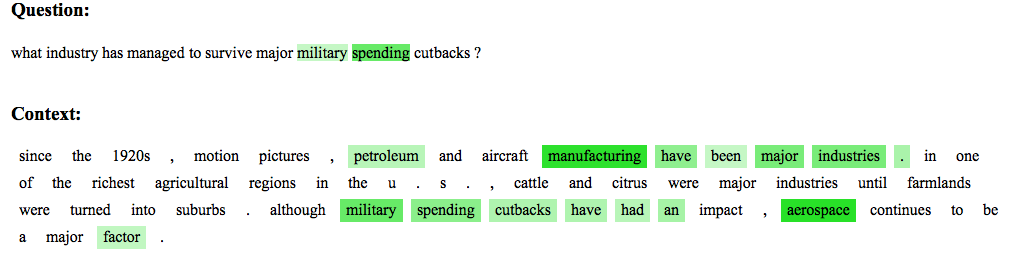 Question:
what industry has managed to survive major military spending cutbacks ?
Context:
since the 1920s , motion pictures , petroleum and aircraft manufacturing have been major industries . in one
of the richest agricultural regions in the u . s . , cattle and citrus were major industries until farmlands
were turned into suburbs . although military spending cutbacks have had an impact , aerospace continues to be
a major factor .